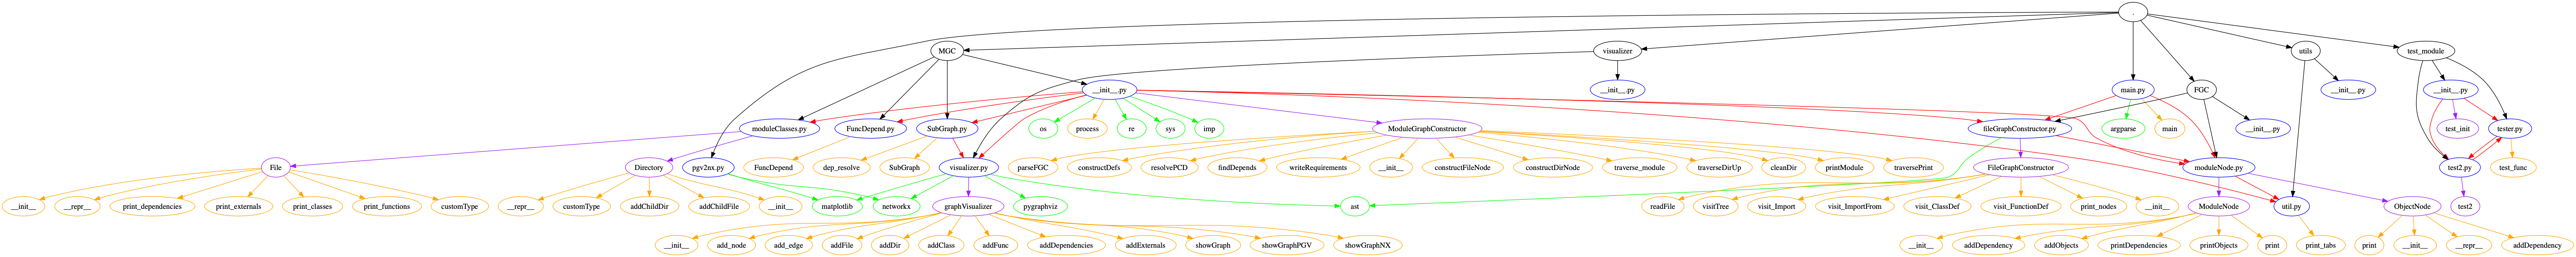 .
MGC
visualizer
utils
test_module
__init__.py
__init__.py
main.py
FGC
__init__.py
__init__.py
moduleClasses.py
FuncDepend.py
SubGraph.py
os
process
re
sys
imp
ModuleGraphConstructor
fileGraphConstructor.py
argparse
main
__init__.py
test_init
tester.py
File
Directory
pgv2nx.py
FuncDepend
dep_resolve
SubGraph
visualizer.py
parseFGC
constructDefs
resolvePCD
findDepends
writeRequirements
__init__
constructFileNode
constructDirNode
traverse_module
traverseDirUp
cleanDir
printModule
traversePrint
FileGraphConstructor
moduleNode.py
test2.py
test_func
__init__
__repr__
print_dependencies
print_externals
print_classes
print_functions
customType
__repr__
customType
addChildDir
addChildFile
__init__
matplotlib
networkx
graphVisualizer
pygraphviz
ast
readFile
visitTree
visit_Import
visit_ImportFrom
visit_ClassDef
visit_FunctionDef
print_nodes
__init__
ModuleNode
util.py
ObjectNode
test2
__init__
add_node
add_edge
addFile
addDir
addClass
addFunc
addDependencies
addExternals
showGraph
showGraphPGV
showGraphNX
__init__
addDependency
addObjects
printDependencies
printObjects
print
print_tabs
print
__init__
__repr__
addDependency